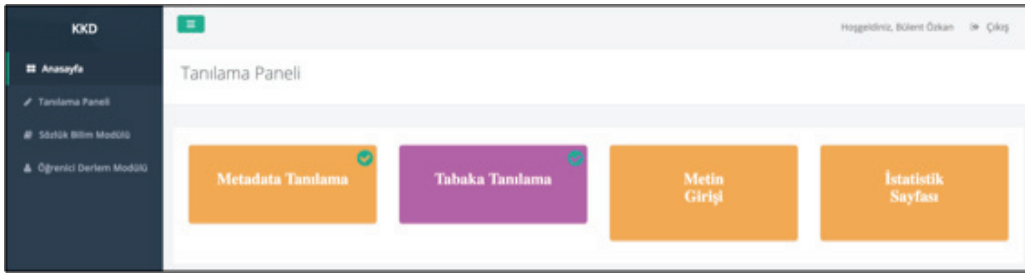 KKD
Hoşgeldiniz, Bülent Özkan Çıkış
Anasayfa
Tanılama Paneli
Tanılama Paneli
Sözlük Bilim Modülü
Öğrenici Derlem Modülü
Metadata Tanılama
Tabaka Tanılama
Metin
Girişi
İstatistik
Sayfası